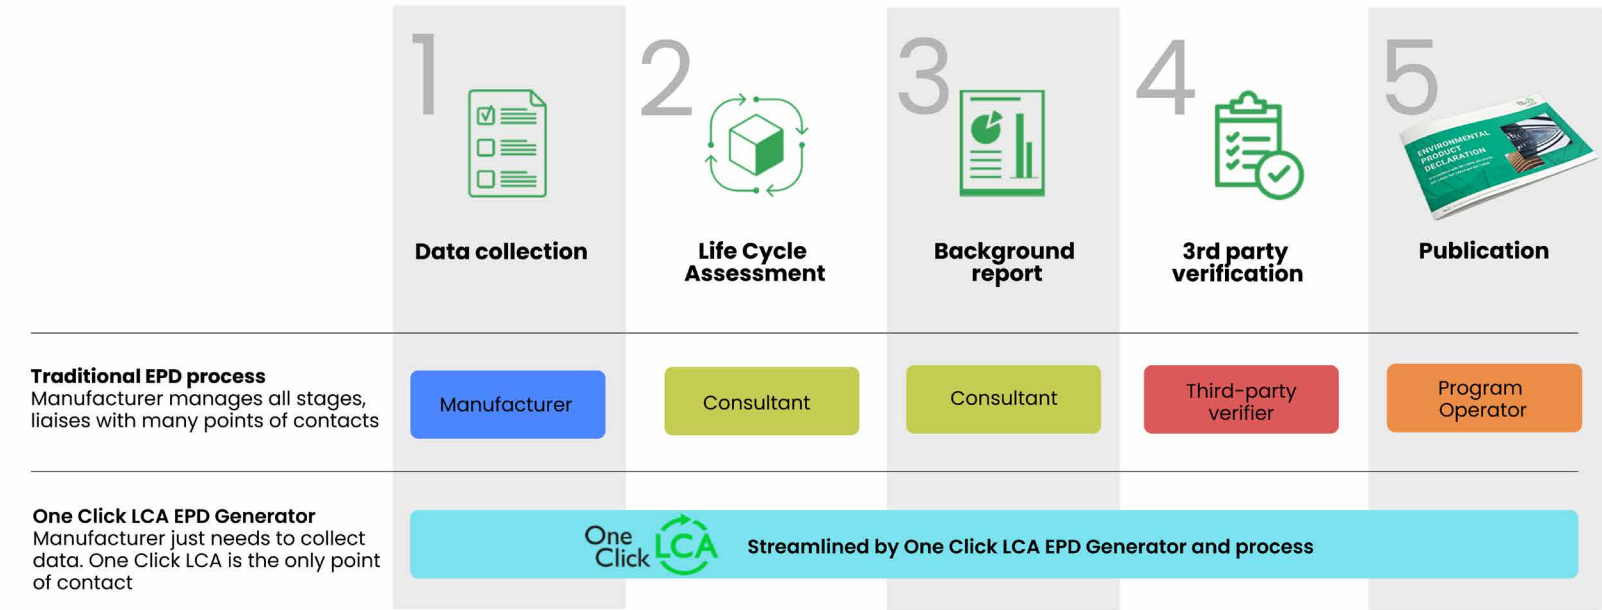 1
2
3
4
5
ENVIRONMENTAL
PRODUCT
DECLARATION
Data collection
Life Cycle
Assessment
Background
report
3rd party
verification
Publication
Traditional EPD process
Manufacturer manages all stages,
liaises with many points of contacts
Manufacturer
Consultant
Consultant
Third-party
verifier
Program
Operator
One Click LCA EPD Generator
Manufacturer just needs to collect
data. One Click LCA is the only point
of contact
One
Click LCA
Streamlined by One Click LCA EPD Generator and process